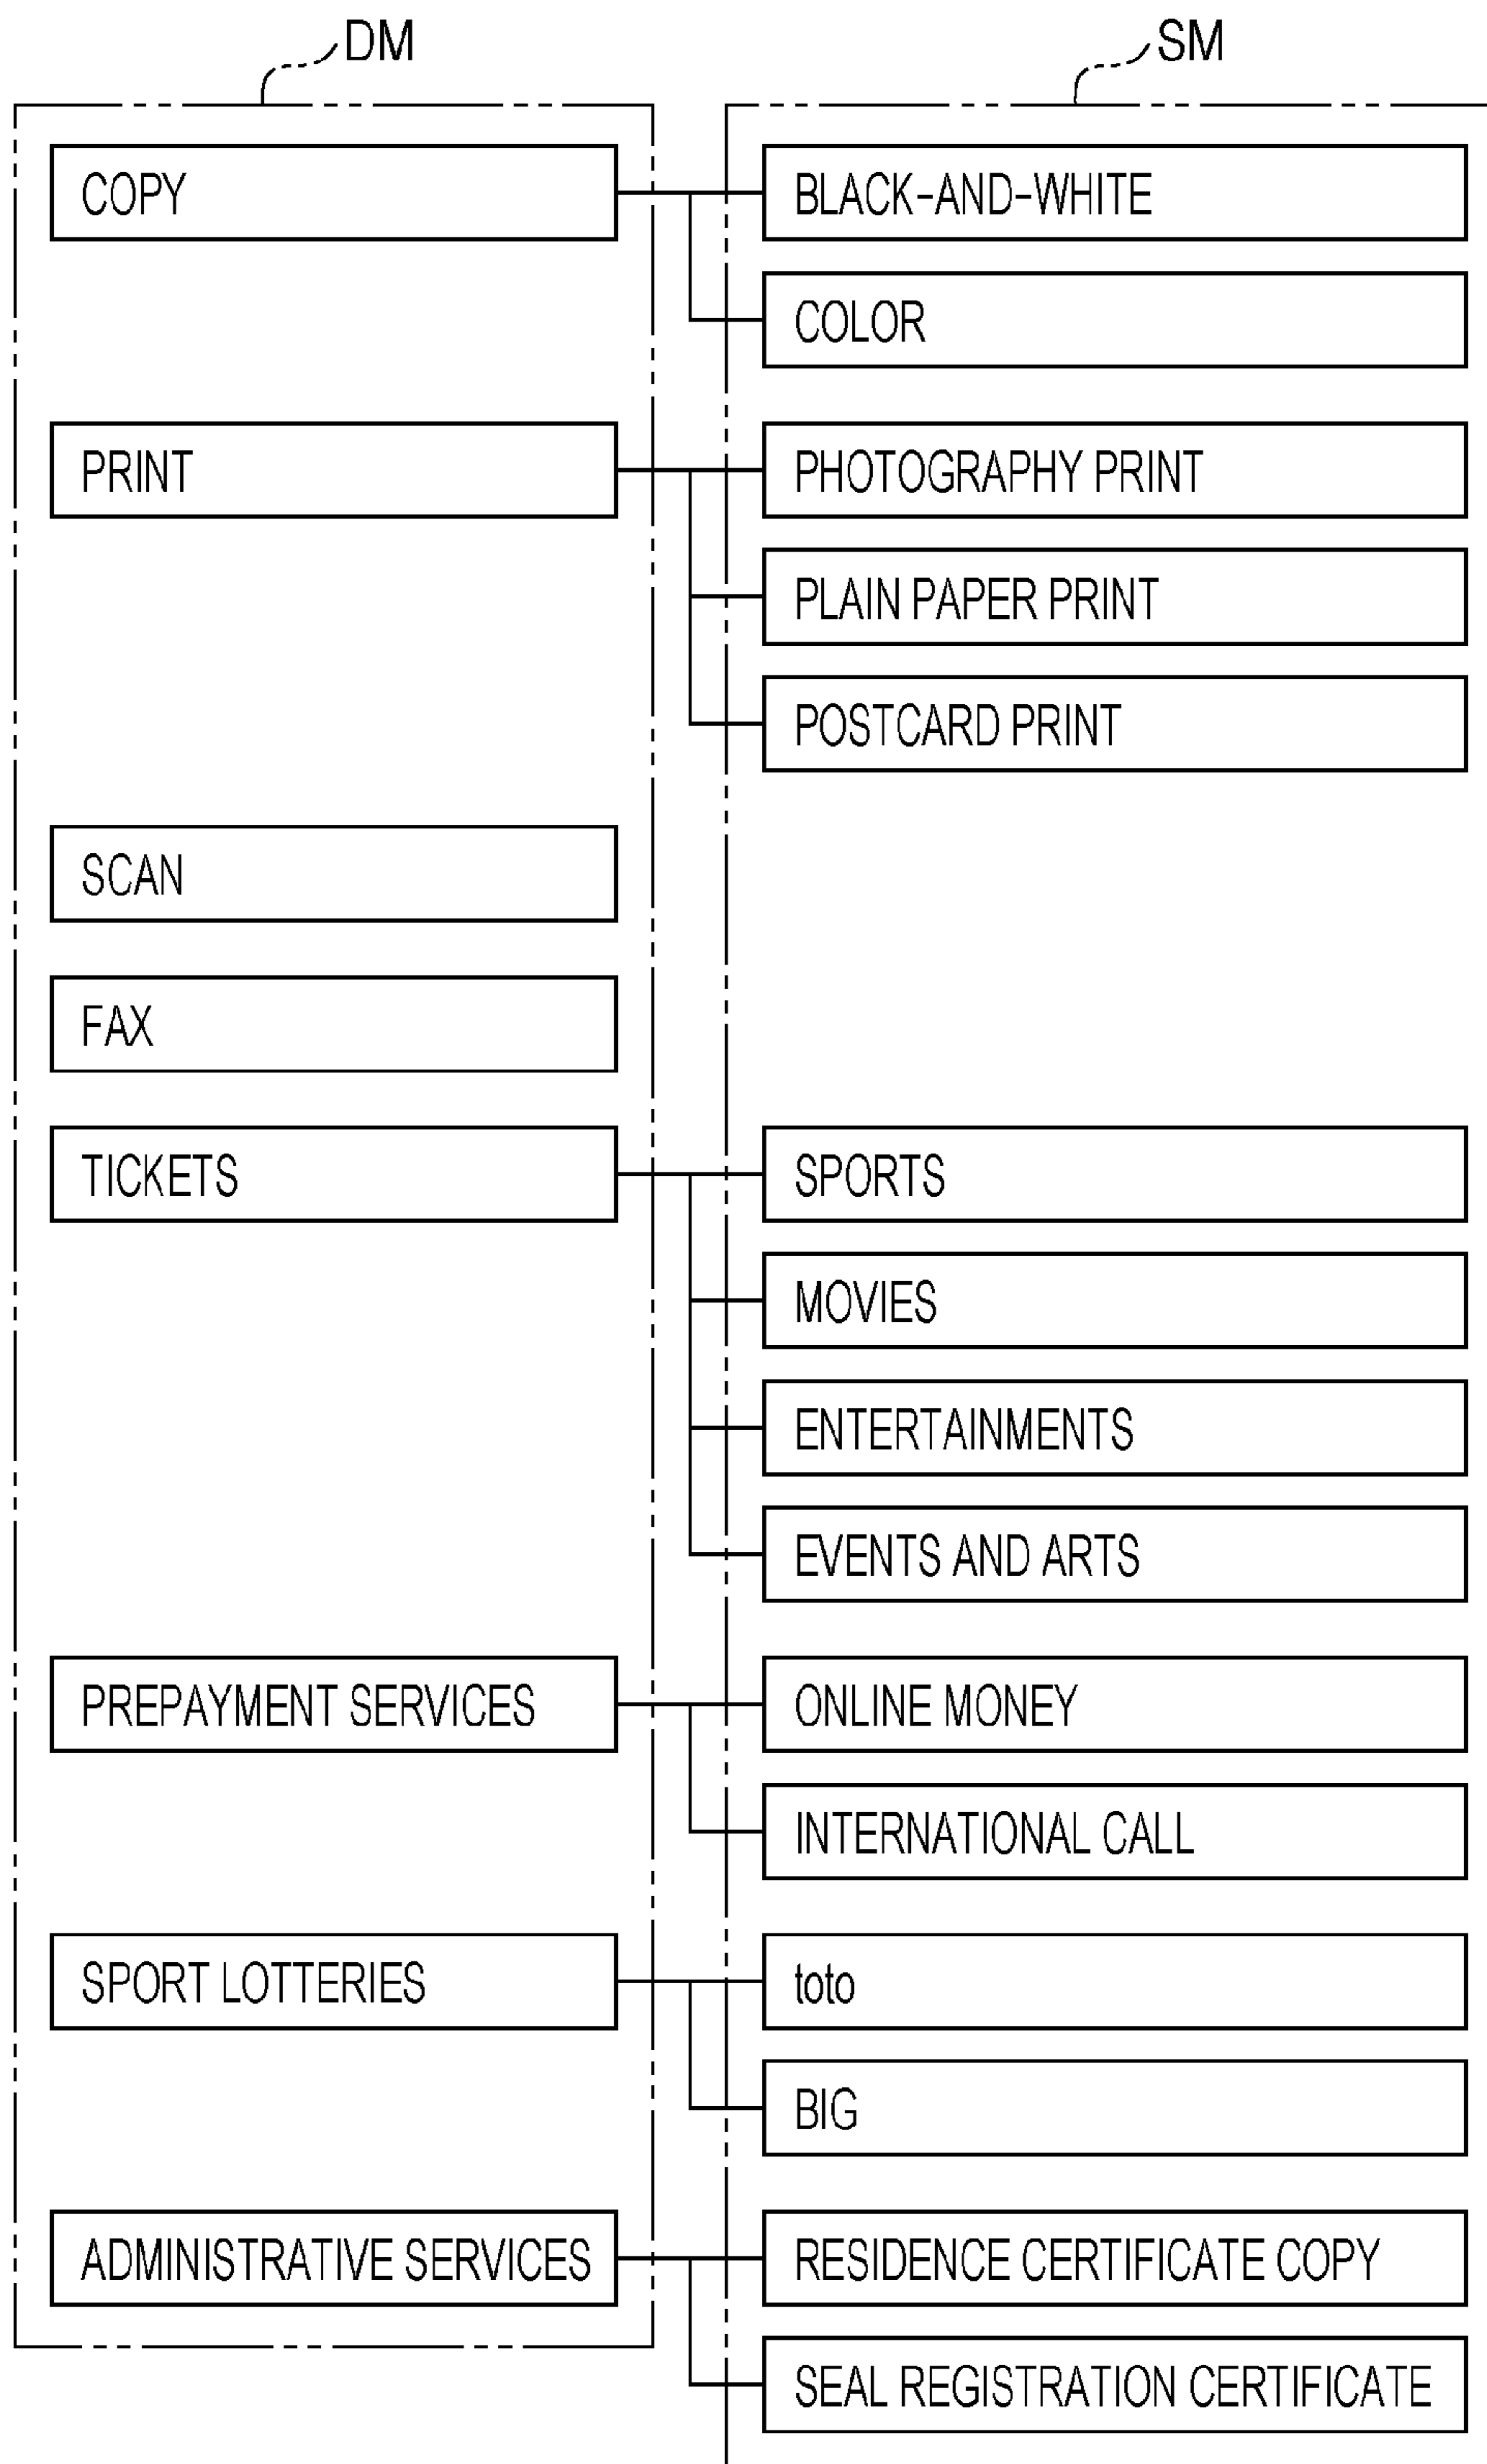 DM
SM
COPY
BLACK-AND-WHITE
COLOR
PRINT
PHOTOGRAPHY PRINT
PLAIN PAPER PRINT
POSTCARD PRINT
SCAN
FAX
TICKETS
SPORTS
MOVIES
ENTERTAINMENTS
EVENTS AND ARTS
PREPAYMENT SERVICES
ONLINE MONEY
INTERNATIONAL CALL
SPORT LOTTERIES
toto
BIG
ADMINISTRATIVE SERVICES
RESIDENCE CERTIFICATE COPY
SEAL REGISTRATION CERTIFICATE